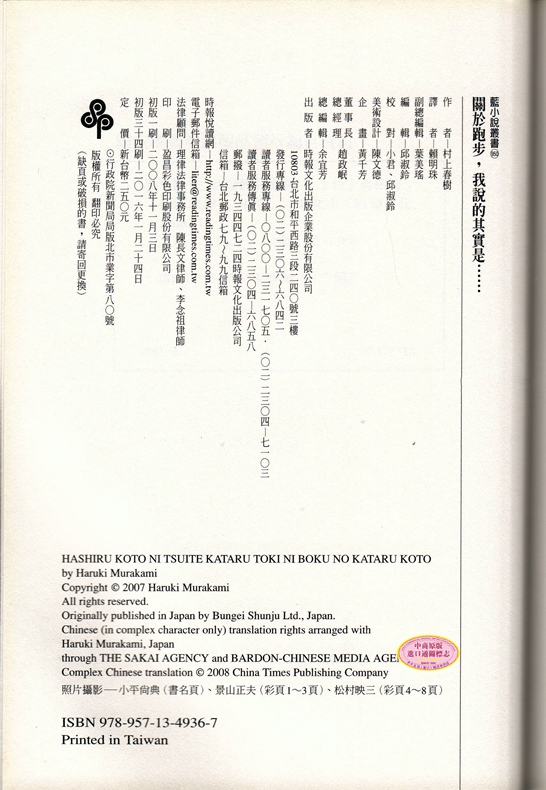 藍小說叢書
關於跑步，我說的其實是……
作　者—村上春樹
譯　者—賴明珠
副總編輯—葉美瑤
編　輯—邱淑鈴
校　對—小君、邱淑鈴
美術設計—陳文德
企　畫—黃千芳
董事長
總經理—趙政岷
總編輯—余宜芳
出版者—時報文化出版企業股份有限公司
10803台北市和平西路三段二四〇號三樓
發行專線—（〇二）二三〇六—六八四二
讀者服務專線—〇八〇〇—二三一—七〇五．（〇二）二三〇四—七一〇三
讀者服務傳真—（〇二）二三〇四—六八五八
郵撥—一九三四四七二四時報文化出版公司
信箱—台北郵政七九～九九信箱
時報悅讀網—http://www.readingtimes.com.tw
電子郵件信箱—liter@readingtimes.com.tw
法律顧問—理律法律事務所　陳長文律師、李念祖律師
印　刷—盈昌彩色印刷股份有限公司
初版一刷—二〇〇八年十一月三日
初版三十四刷—二〇一六年一月二十四日
定　價—新台幣二五〇元
⊙行政院新聞局局版北市業字第八〇號
版權所有 翻印必究
（缺頁或破損的書，請寄回更換）
HASHIRU KOTO NI TSUITE KATARU TOKI NI BOKU NO KATARU KOTO
by Haruki Murakami
Copyright © 2007 Haruki Murakami
All rights reserved.
Originally published in Japan by Bungei Shunju Ltd., Japan.
Chinese (in complex character only) translation rights arranged with
Haruki Murakami, Japan
through THE SAKAI AGENCY and BARDON-CHINESE MEDIA AGE
Complex Chinese translation © 2008 China Times Publishing Company
中商原版
進口通關標志
照片攝影—小平尚典（書名頁）、景山正夫（彩頁1～3頁）、松村映三（彩頁4～8頁）
ISBN 978-957-13-4936-7
Printed in Taiwan